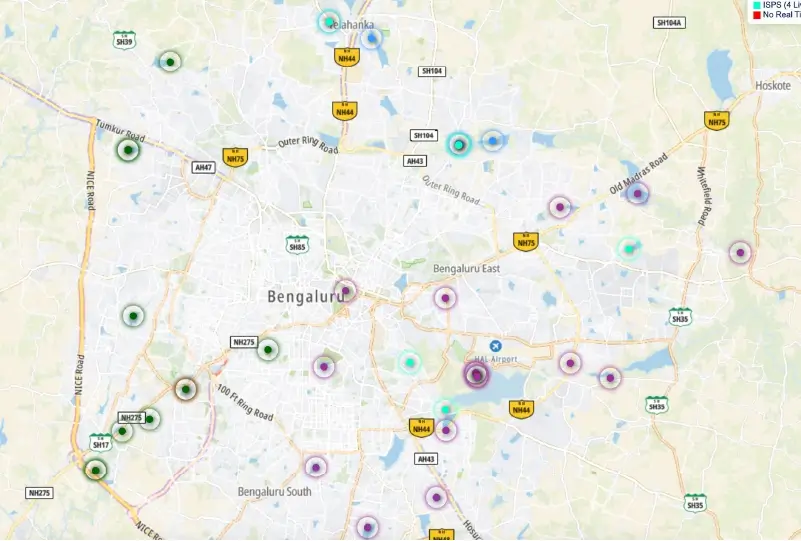 ISPS (4 Li
No Real Ti
Yelahanka
SH104A
SH39
NH44
SH104
Hoskote
NH44
NH75
Tumkur Road
SH104
Outer Ring Road
NH75
AH43
AH47
Old Madras Road
NICE Road
Outer Ring Road
Whitefield Road
SH85
NH75
Bengaluru East
Bengaluru
SH35
NH275
HAL Airport
NICE Road
100 Ft Ring Road
NH44
SH35
NH275
NH44
SH17
AH43
NH275
Bengaluru South
SH35
NICE
Hosu
NH48